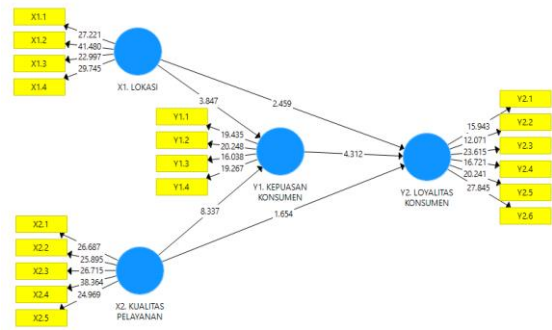 X1.1
X1.2
X1.3
X1.4
27.221
41.480
22.997
29.745
X1. LOKASI
3.847
2.459
Y1.1
Y1.2
Y1.3
Y1.4
19.435
20.248
16.038
19.267
Y1. KEPUASAN
KONSUMEN
4.312
8.337
1.654
Y2. LOYALITAS
KONSUMEN
15.943
12.071
23.615
16.721
20.241
27.845
Y2.1
Y2.2
Y2.3
Y2.4
Y2.5
Y2.6
X2.1
X2.2
X2.3
X2.4
X2.5
26.687
25.895
26.715
38.364
24.969
X2. KUALITAS
PELAYANAN